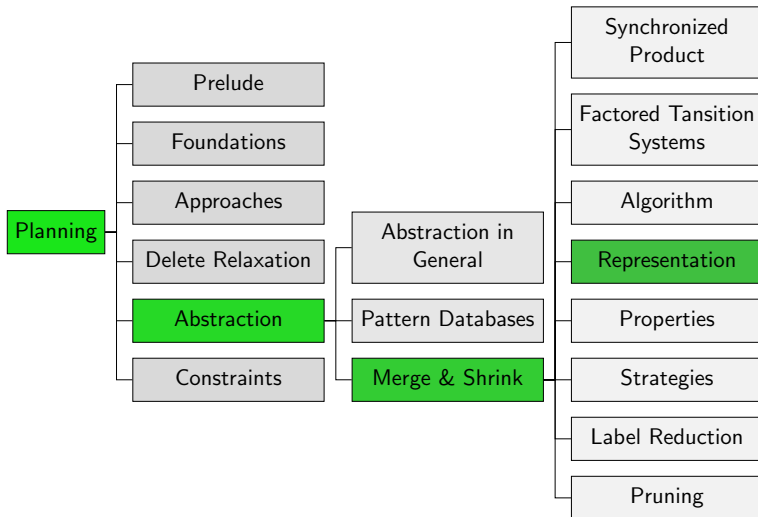 Planning
Prelude
Foundations
Approaches
Delete Relaxation
Abstraction
Constraints
Abstraction in
General
Pattern Databases
Merge & Shrink
Synchronized
Product
Factored Tansition
Systems
Algorithm
Representation
Properties
Strategies
Label Reduction
Pruning